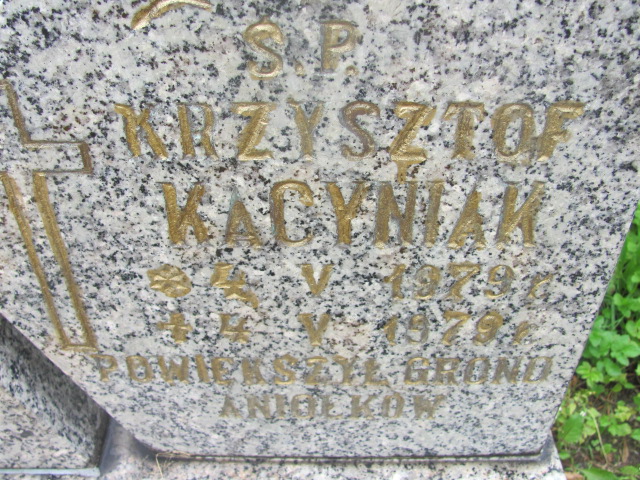 Ś.P.
KRZYSZTOF
KACYNIAK
* 4. V 1979 r.
+ 4 V 1979 r.
POWIĘKSZYŁ GRONO
ANIOŁKÓW